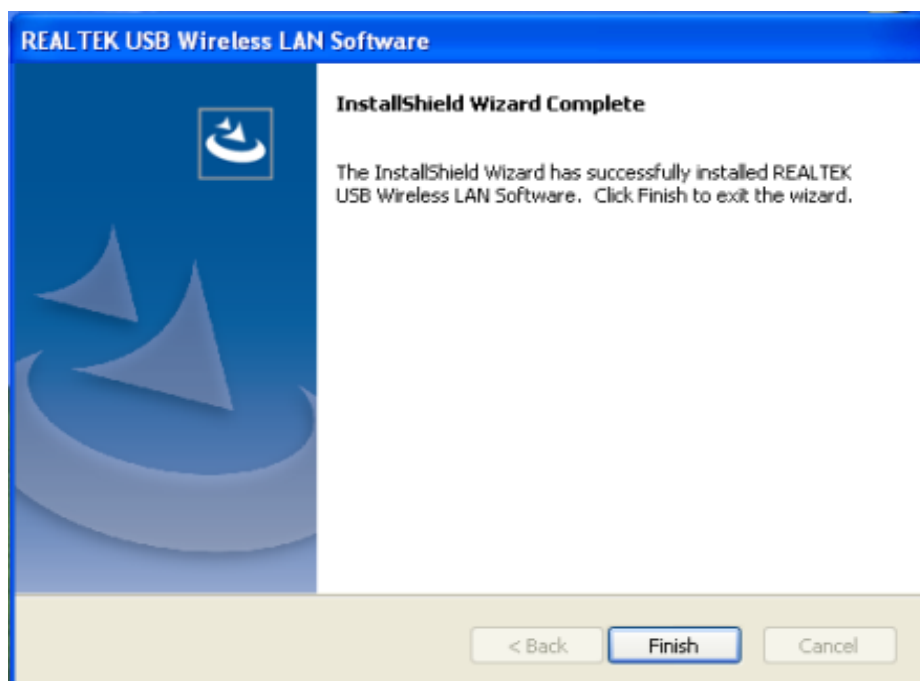 REALTEK USB Wireless LAN Software
InstallShield Wizard Complete
The InstallShield Wizard has successfully installed REALTEK
USB Wireless LAN Software. Click Finish to exit the wizard.
< Back
Finish
Cancel